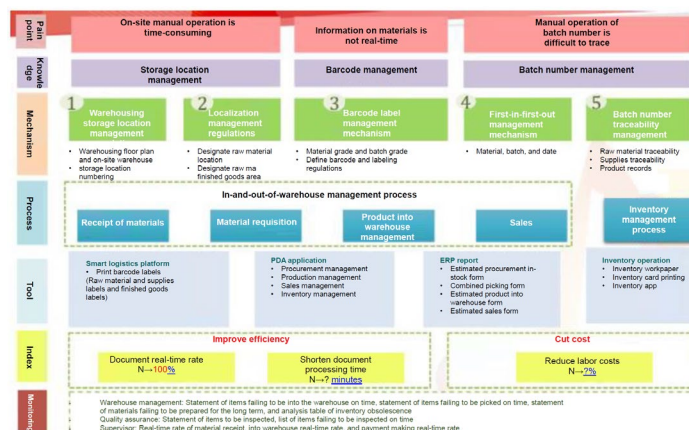 Pain
point
On-site manual operation is
time-consuming
Information on materials is
not real-time
Manual operation of
batch number is
difficult to trace
Knowle
dge
Storage location
management
Barcode management
Batch number management
Mechanism
1
Warehousing
storage location
management
• Warehousing floor plan
and on-site warehouse
• storage location
numbering
2
Localization
management
regulations
• Designate raw material
location
• Designate raw ma
finished goods area
3
Barcode label
management
mechanism
• Material grade and batch grade
• Define barcode and labeling
regulations
4
First-in-first-out
management
mechanism
• Material, batch, and date
5
Batch number
traceability
management
• Raw material traceability
• Supplies traceability
• Product records
Process
In-and-out-of-warehouse management process
Receipt of materials
Material requisition
Product into
warehouse
management
Sales
Inventory
management
process
Tool
Smart logistics platform
• Print barcode labels
(Raw material and supplies
labels and finished goods
labels)
PDA application
• Procurement management
• Production management
• Sales management
• Inventory management
ERP report
• Estimated procurement in-
stock form
• Combined picking form
• Estimated product into
warehouse form
• Estimated sales form
Inventory operation
• Inventory workpaper
• Inventory card printing
• Inventory app
Index
Improve efficiency
Document real-time rate
N→100%
Shorten document
processing time
N→? minutes
Cut cost
Reduce labor costs
N→?%
Monitoring
Warehouse management: Statement of items failing to be into the warehouse on time, statement of items failing to be picked on time, statement
of materials failing to be prepared for the long term, and analysis table of inventory obsolescence
Quality assurance: Statement of items to be inspected, list of items failing to be inspected on time
Supervisor: Real-time rate of material receipt, into warehouse real-time rate, and payment making real-time rate